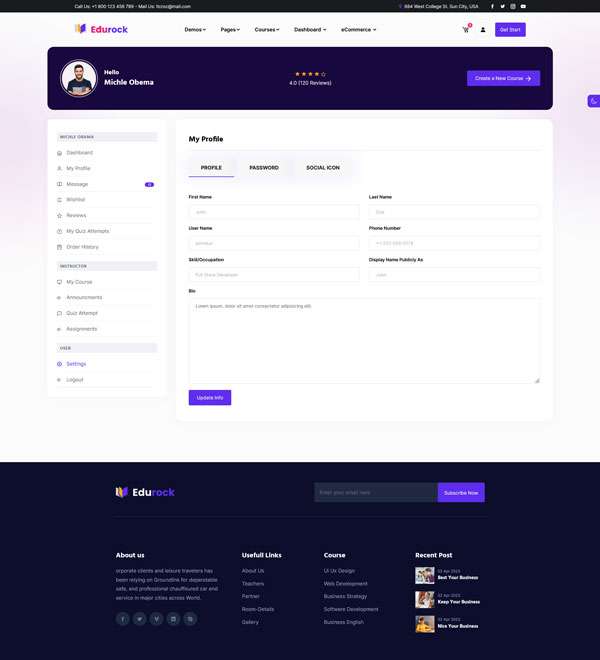 Call Us: +1 800 123 456 789 - Mail Us: Itcroc@mail.com
684 West College St. Sun City, USA
Edurock
Demos
Pages
Courses
Dashboard
eCommerce
Get Start
Hello
Michle Obema
4.0 (120 Reviews)
Create a New Course
MICHLE OBAMA
Dashboard
My Profile
Message
Wishlist
Reviews
My Quiz Attempts
Order History
INSTRUCTOR
My Course
Announcments
Quiz Attempt
Assignments
USER
Settings
Logout
My Profile
PROFILE
PASSWORD
SOCIAL ICON
First Name
Last Name
John
Doe
User Name
Phone Number
johndue
Skill/Occupation
Display Name Publicly As
Full Stack Developer
John
Bio
Lorem ipsum, dolor sit amet consectetur adipisicing elit.
Update Info
Edurock
Enter your email here
Subscribe Now
About us
orporate clients and leisure travelers has
been relying on Groundlink for dependable
safe, and professional chauffeured car end
service in major cities across World.
Usefull Links
About Us
Teachers
Partner
Room-Details
Gallery
Course
Ui Ux Design
Web Development
Business Strategy
Software Development
Business English
Recent Post
02 Apr 2023
Best Your Business
02 Apr 2023
Keep Your Business
02 Apr 2023
Nice Your Business